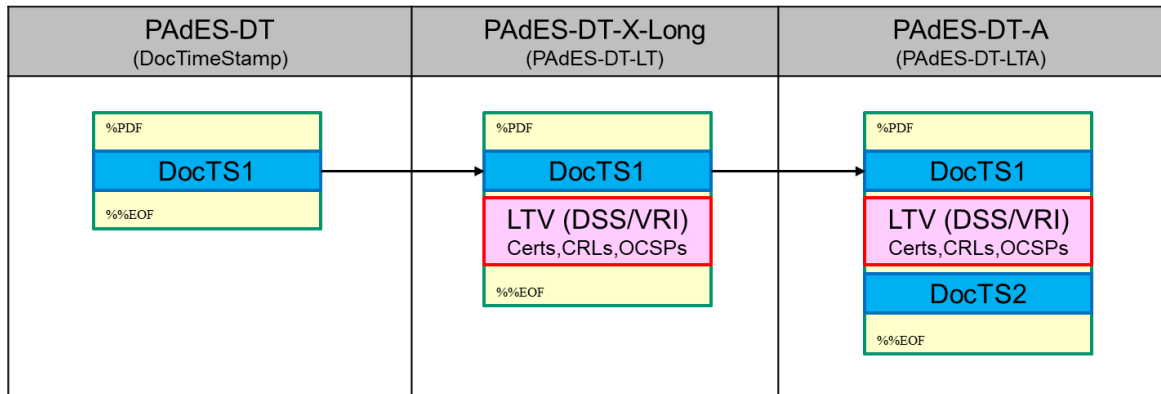 PAdES-DT
(DocTimeStamp)
PAdES-DT-X-Long
(PAdES-DT-LT)
PAdES-DT-A
(PAdES-DT-LTA)
%PDF
DocTS1
%%EOF
%PDF
DocTS1
LTV (DSS/VRI)
Certs,CRLs,OCSPs
%%EOF
%PDF
DocTS1
LTV (DSS/VRI)
Certs,CRLs,OCSPs
DocTS2
%%EOF